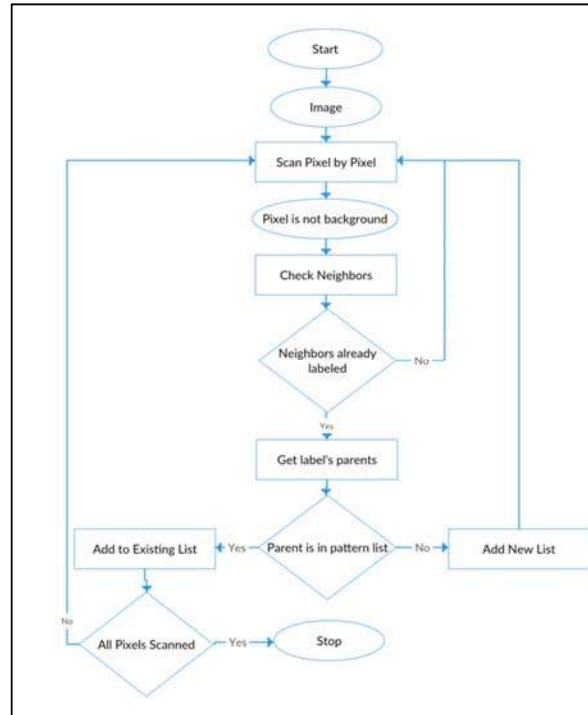 Start
Image
Scan Pixel by Pixel
Pixel is not background
Check Neighbors
Neighbors already
labeled
No
Yes
Get label's parents
Add to Existing List
Yes
Parent is in pattern list
No
Add New List
No
All Pixels Scanned
Yes
Stop